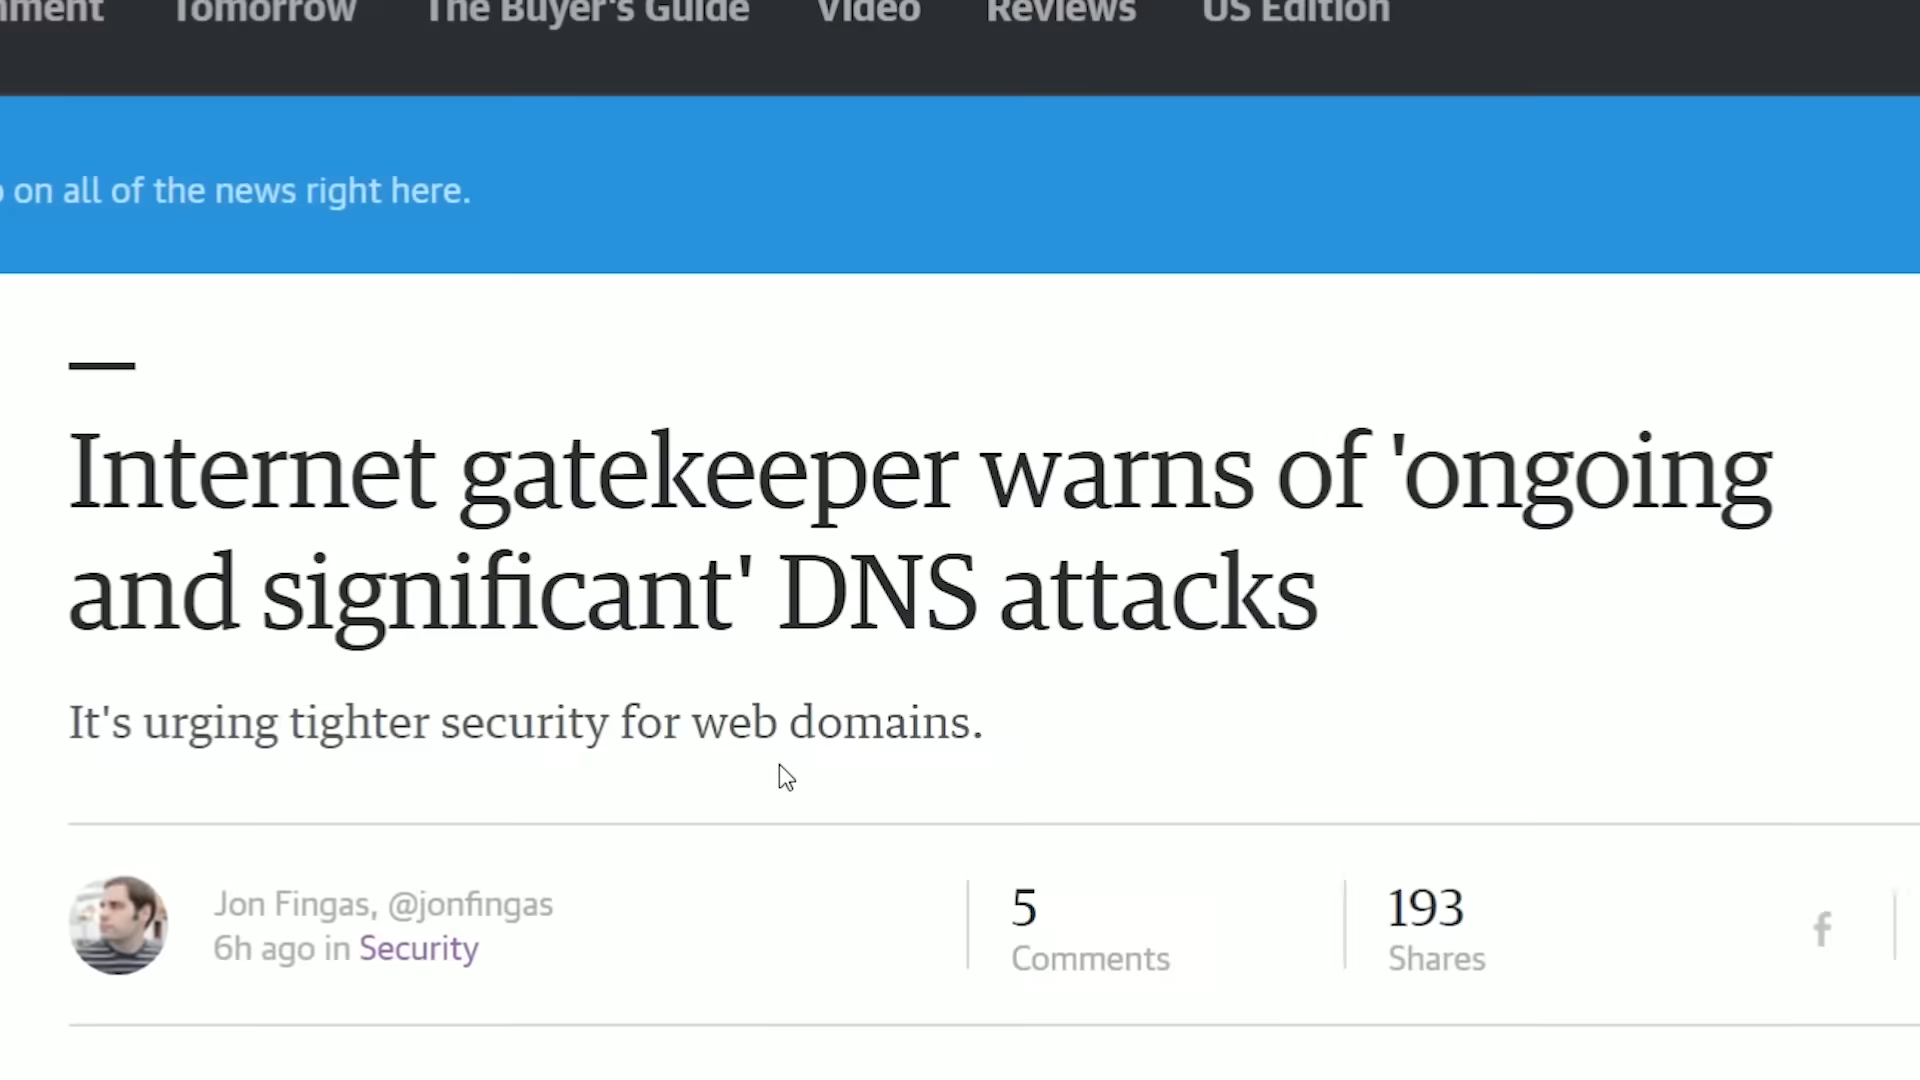 Tomorrow The Buyer's Guide Video Reviews US Edition
on all of the news right here.
Internet gatekeeper warns of 'ongoing
and significant' DNS attacks
It's urging tighter security for web domains.
Jon Fingas, @jonfingas
6h ago in Security
5
Comments
193
Shares